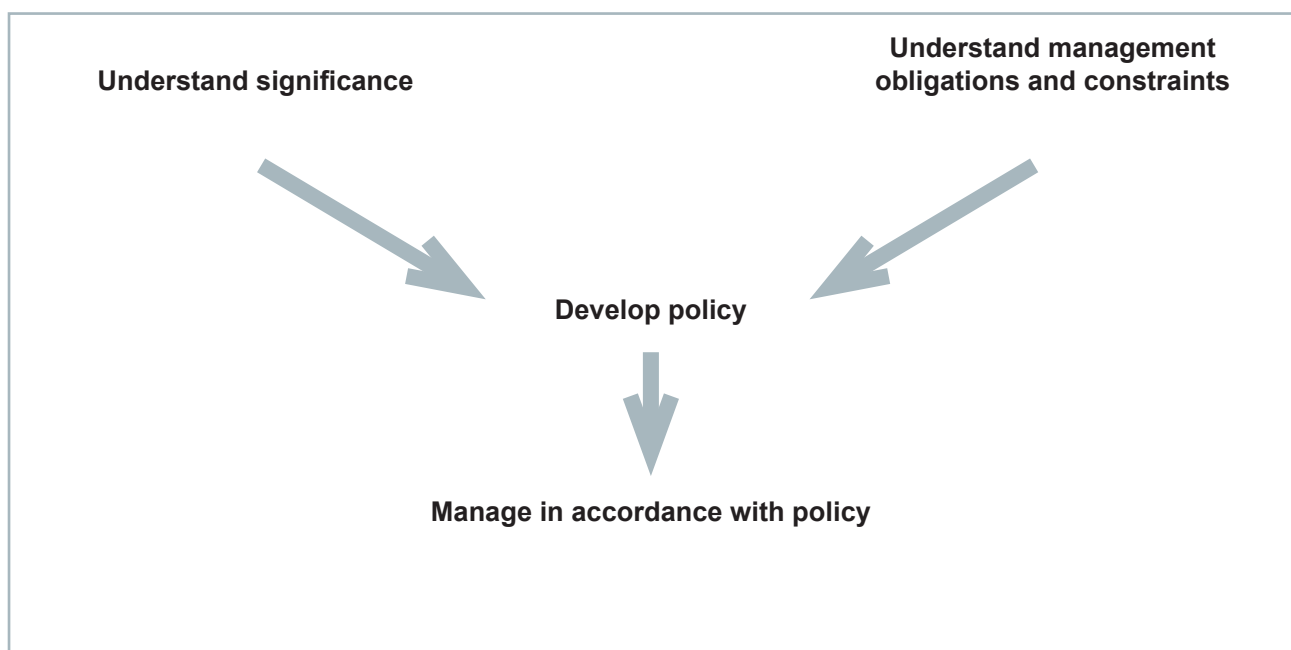 Understand significance
Understand management
obligations and constraints
Develop policy
Manage in accordance with policy